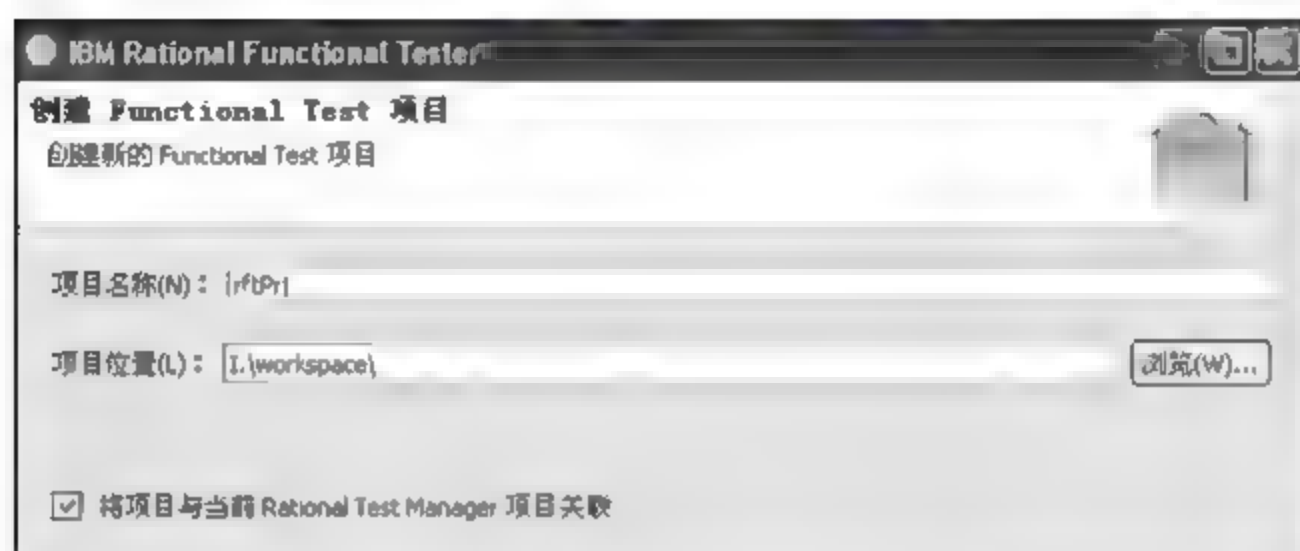 IBM Rational Functional Tester
创建 Functional Test 项目
创建新的 Functional Test 项目
项目名称(N)： rftPrj
项目位置(L)： I:\workspace\ 浏览(W)...
将项目与当前 Rational Test Manager 项目关联